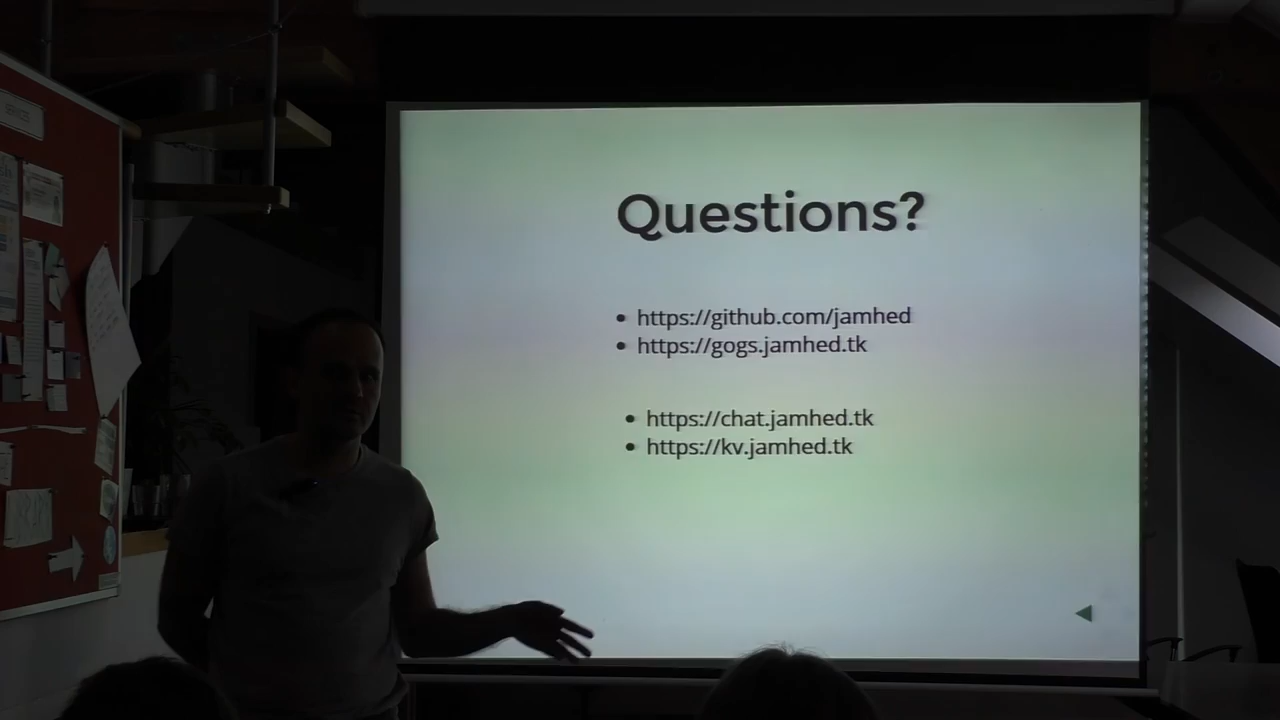 Questions?
https://github.com/jamhed
https://gogs.jamhed.tk
https://chat.jamhed.tk
https://kv.jamhed.tk